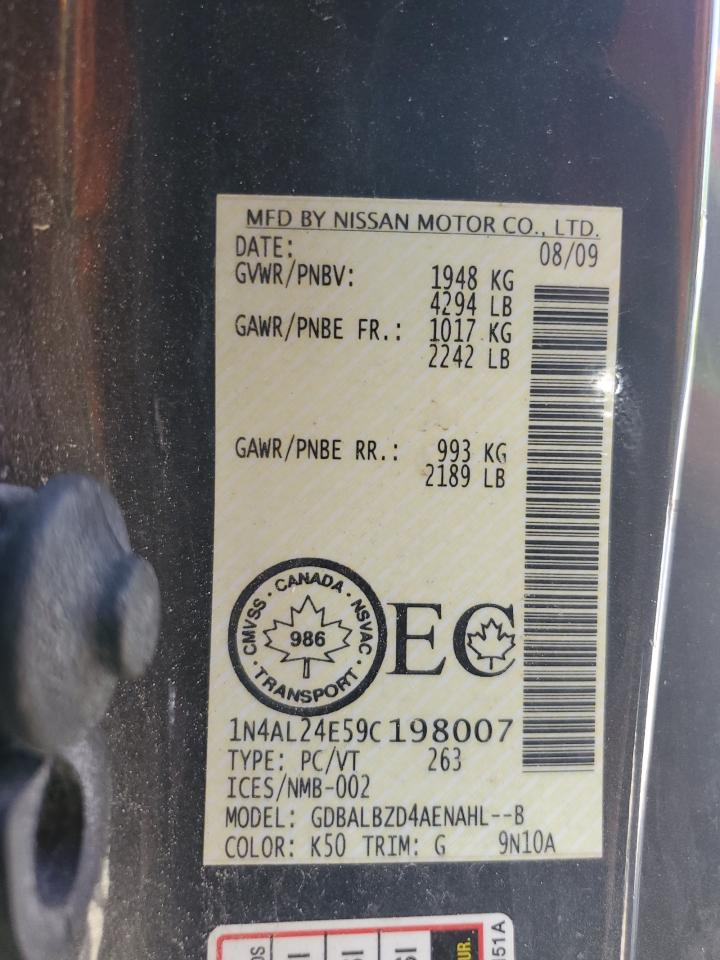 MFD BY NISSAN MOTOR CO., LTD.
DATE: 08/09
GVWR/PNBV: 1948 KG
4294 LB
GAWR/PNBE FR.: 1017 KG
2242 LB
GAWR/PNBE RR.: 993 KG
2189 LB
CMVSS · CANADA · NSVAC · TRANSPORT ·
986
EC
1N4AL24E59C198007
TYPE: PC/VT 263
ICES/NMB-002
MODEL: GDBALBZD4AENAHL--B
COLOR: K50 TRIM: G 9N10A